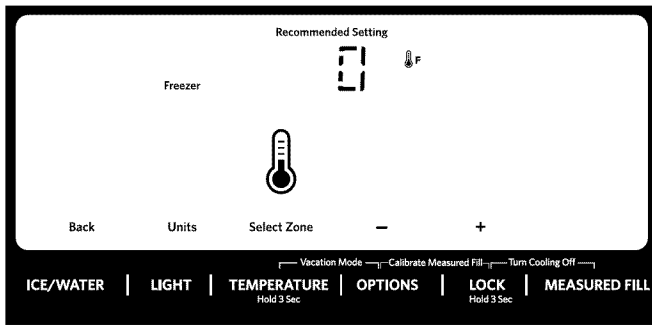 Recommended Setting
0 F
Freezer
Back Units Select Zone − +
Vacation Mode Calibrate Measured Fill Turn Cooling Off
ICE/WATER | LIGHT | TEMPERATURE | OPTIONS | LOCK | MEASURED FILL
Hold 3 Sec Hold 3 Sec